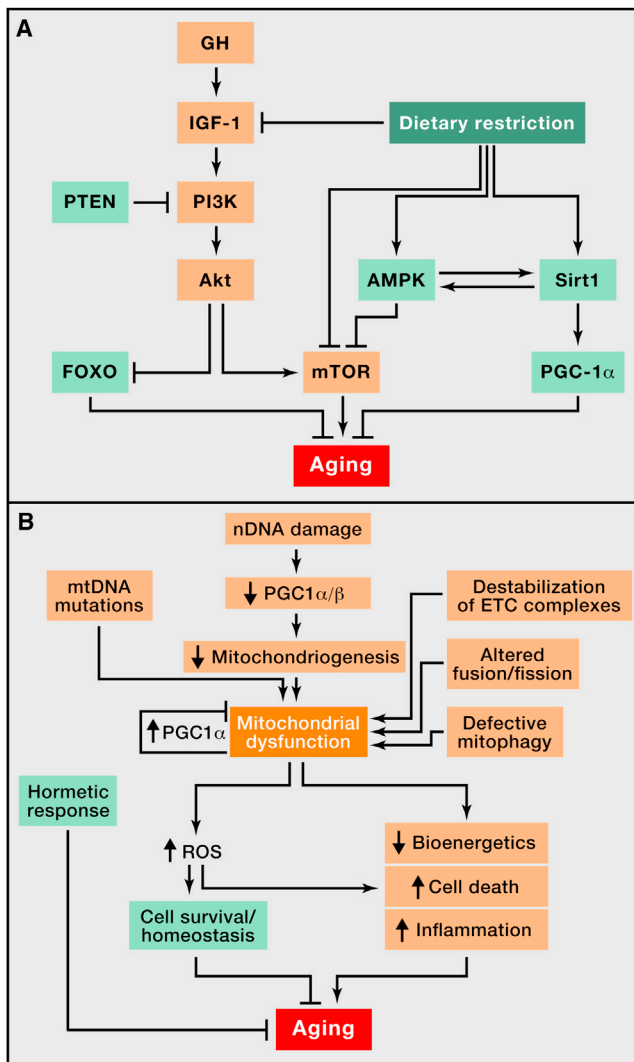 A
GH
IGF-1
Dietary restriction
PTEN
PI3K
Akt
AMPK
Sirt1
FOXO
mTOR
PGC-1α
Aging
B
nDNA damage
mtDNA
mutations
↓ PGC1α/β
Destabilization
of ETC complexes
↓ Mitochondriogenesis
Altered
fusion/fission
↑ PGC1α
Mitochondrial
dysfunction
Defective
mitophagy
Hormetic
response
↑ ROS
↓ Bioenergetics
↑ Cell death
↑ Inflammation
Cell survival/
homeostasis
Aging